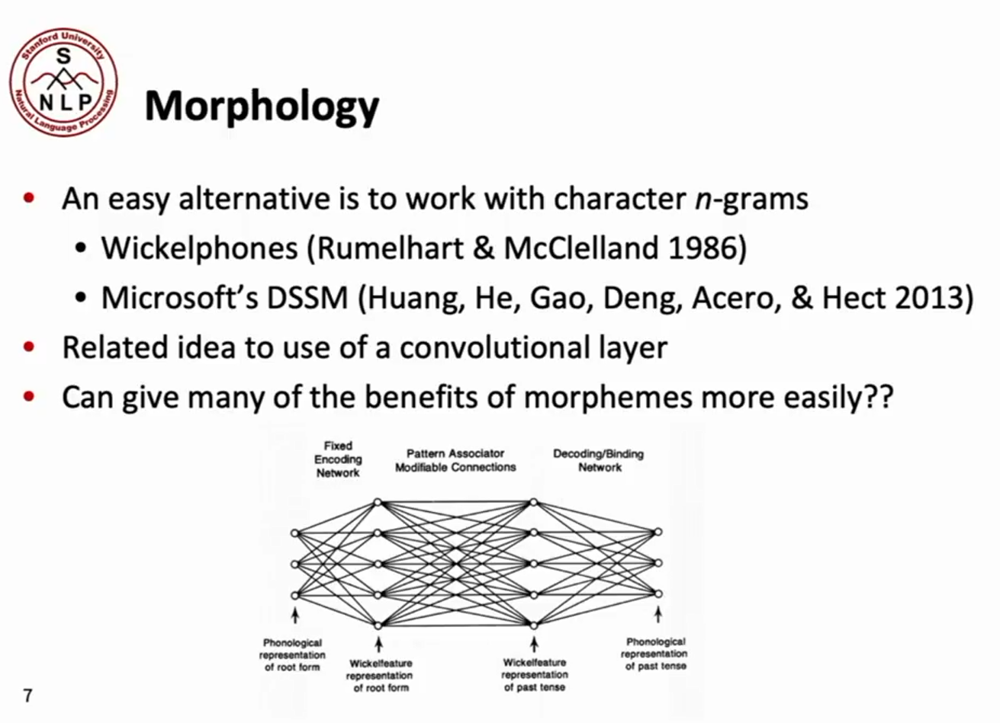 Stanford University
S
NLP
Natural Language Processing
Morphology
• An easy alternative is to work with character n-grams
• Wickelphones (Rumelhart & McClelland 1986)
• Microsoft’s DSSM (Huang, He, Gao, Deng, Acero, & Hect 2013)
• Related idea to use of a convolutional layer
• Can give many of the benefits of morphemes more easily??
Fixed
Encoding
Network
Pattern Associator
Modifiable Connections
Decoding/Binding
Network
Phonological
representation
of root form
Wickelfeature
representation
of root form
Wickelfeature
representation
of past tense
Phonological
representation
of past tense
7